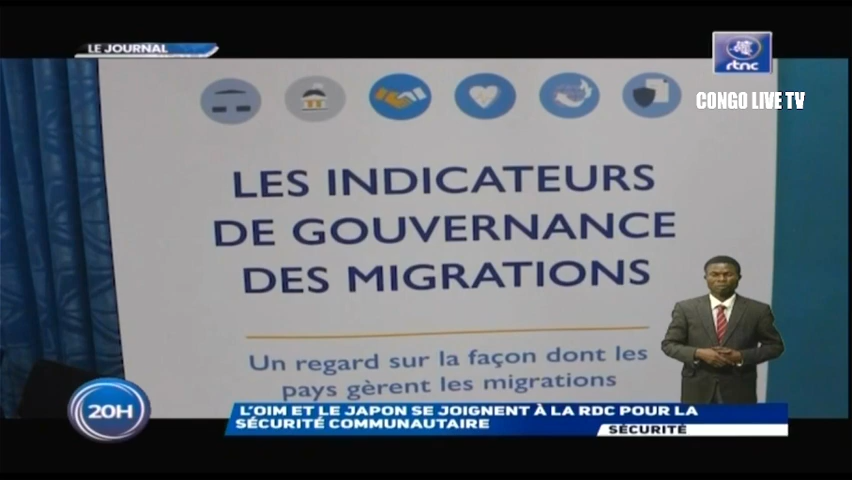 LE JOURNAL
rtnc
CONGO LIVE TV
LES INDICATEURS
DE GOUVERNANCE
DES MIGRATIONS
Un regard sur la façon dont les
pays gèrent les migrations
20H
L'OIM ET LE JAPON SE JOIGNENT À LA RDC POUR LA
SÉCURITÉ COMMUNAUTAIRE
SÉCURITÉ